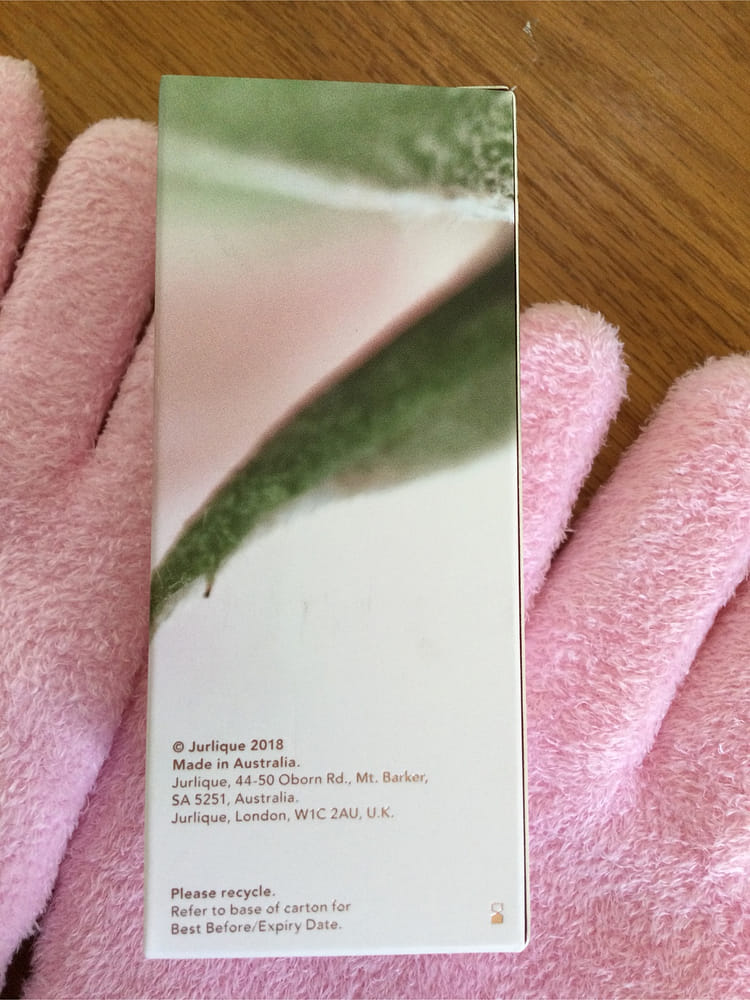 © Jurlique 2018
Made in Australia.
Jurlique, 44-50 Oborn Rd., Mt. Barker,
SA 5251, Australia.
Jurlique, London, W1C 2AU, U.K.
Please recycle.
Refer to base of carton for
Best Before/Expiry Date.